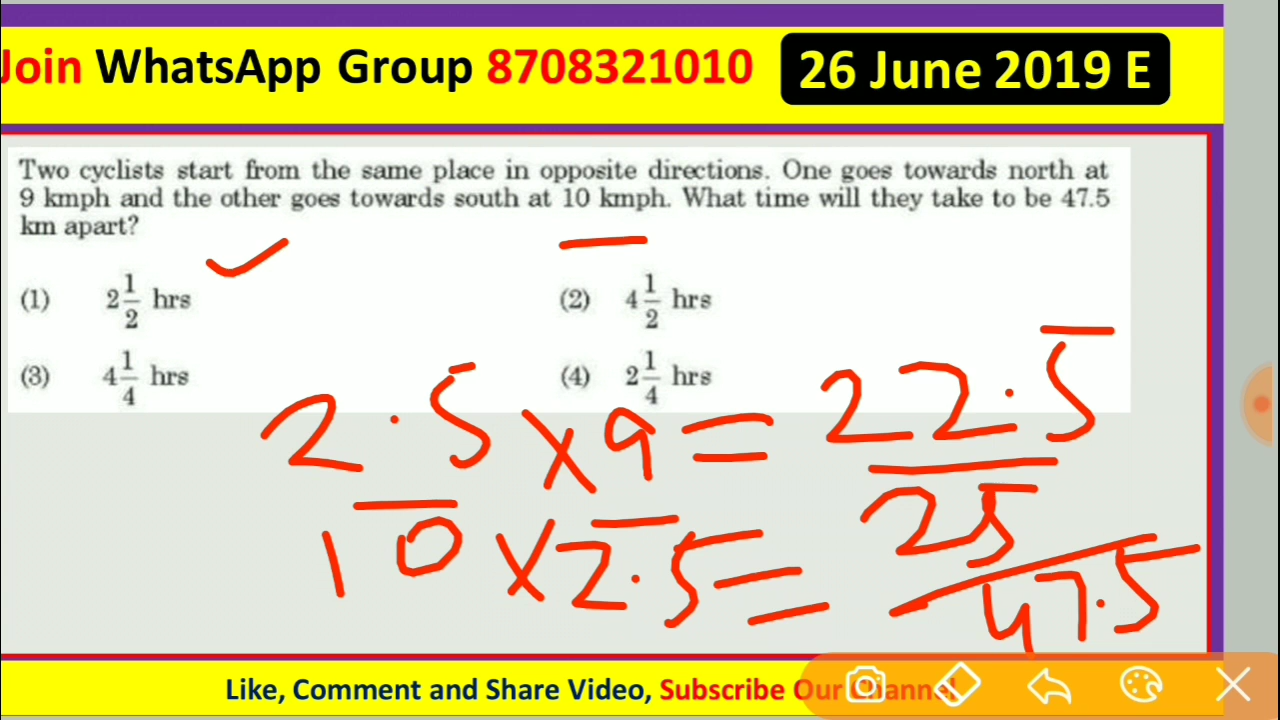 Join WhatsApp Group 8708321010 26 June 2019 E
Two cyclists start from the same place in opposite directions. One goes towards north at
9 kmph and the other goes towards south at 10 kmph. What time will they take to be 47.5
km apart?
(1) 2 1/2 hrs (2) 4 1/2 hrs
(3) 4 1/4 hrs (4) 2 1/4 hrs
2.5 × 9 = 22.5
10 × 2.5 = 25
47.5
Like, Comment and Share Video, Subscribe Our Channel